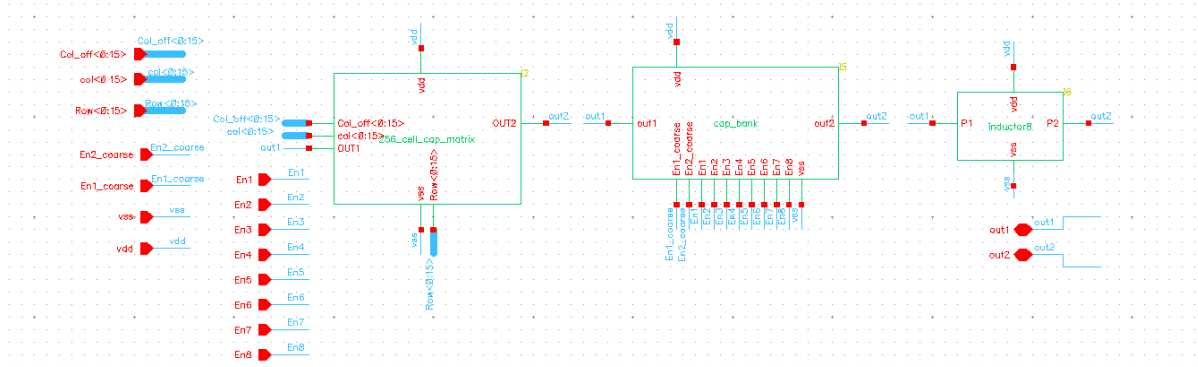 Col_off<0:15>
Col_off<0:15>
col<0:15>
col<0:15>
Row<0:15>
Row<0:15>
En2_coarse
En2_coarse
En1_coarse
En1_coarse
vss
vss
vdd
vdd
En1
En1
En2
En2
En3
En3
En4
En4
En5
En5
En6
En6
En7
En7
En8
En8
vdd
I2
vdd
Col_off<0:15>
Col_off<0:15>
col<0:15>
col<0:15>
256_cell_cap_matrix
out1
OUT1
OUT2
out2
vss
Row<0:15>
vss
Row<0:15>
vdd
I5
vdd
out1
out1
cap_bank
out2
out2
En1_coarse
En2_coarse
En1
En2
En3
En4
En5
En6
En7
En8
vss
En1_coarse
En2_coarse
En1
En2
En3
En4
En5
En6
En7
En8
vss
vdd
I6
vdd
out1
P1
inductor8
P2
out2
vss
vss
out1
out1
out2
out2